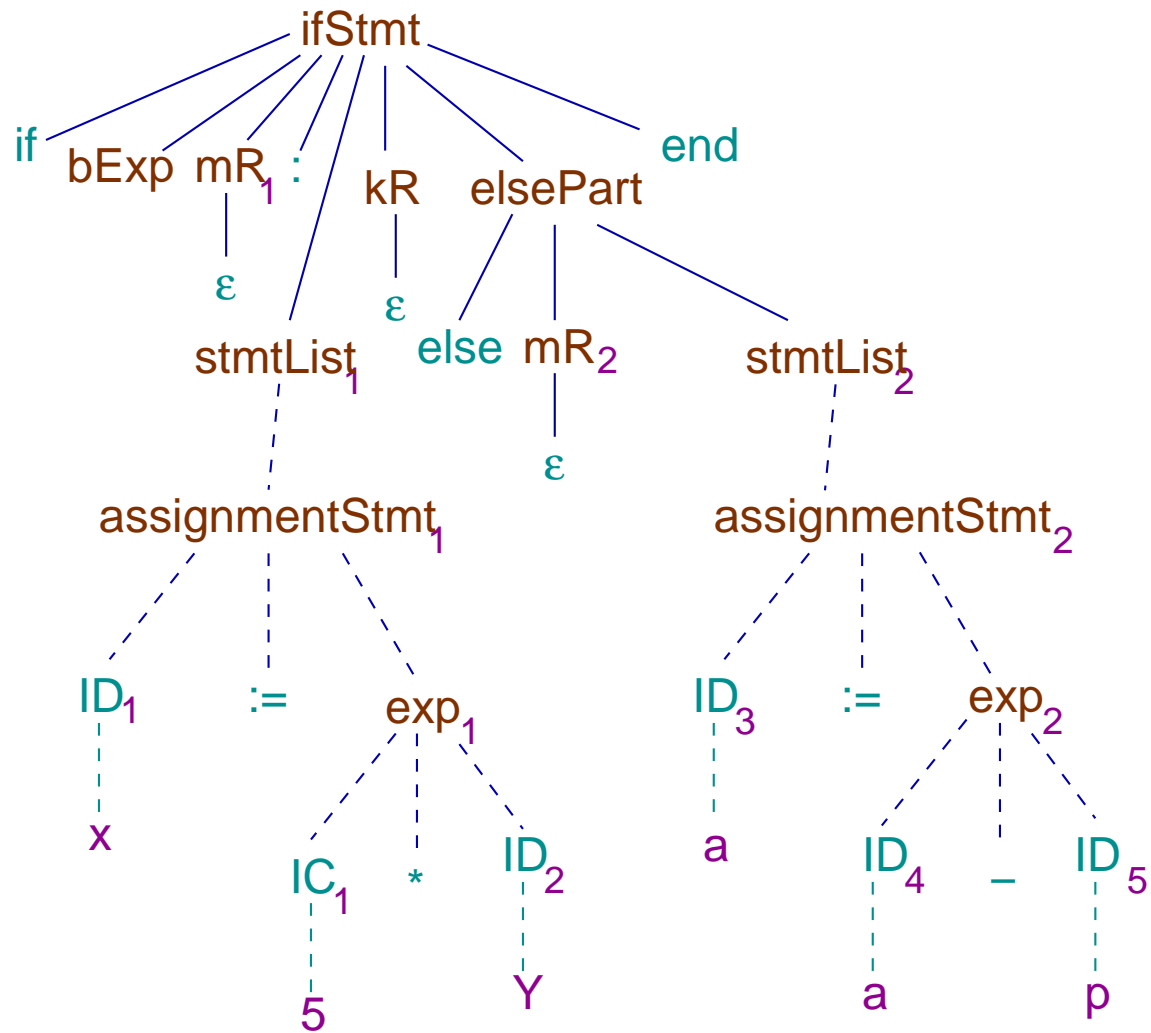 ifStmt
if bExp mR1 : kR elsePart end
ε ε
stmtList1 else mR2 stmtList2
ε
assignmentStmt1 assignmentStmt2
ID1 := exp1 ID3 := exp2
x IC1 * ID2 a ID4 – ID5
5 Y a p